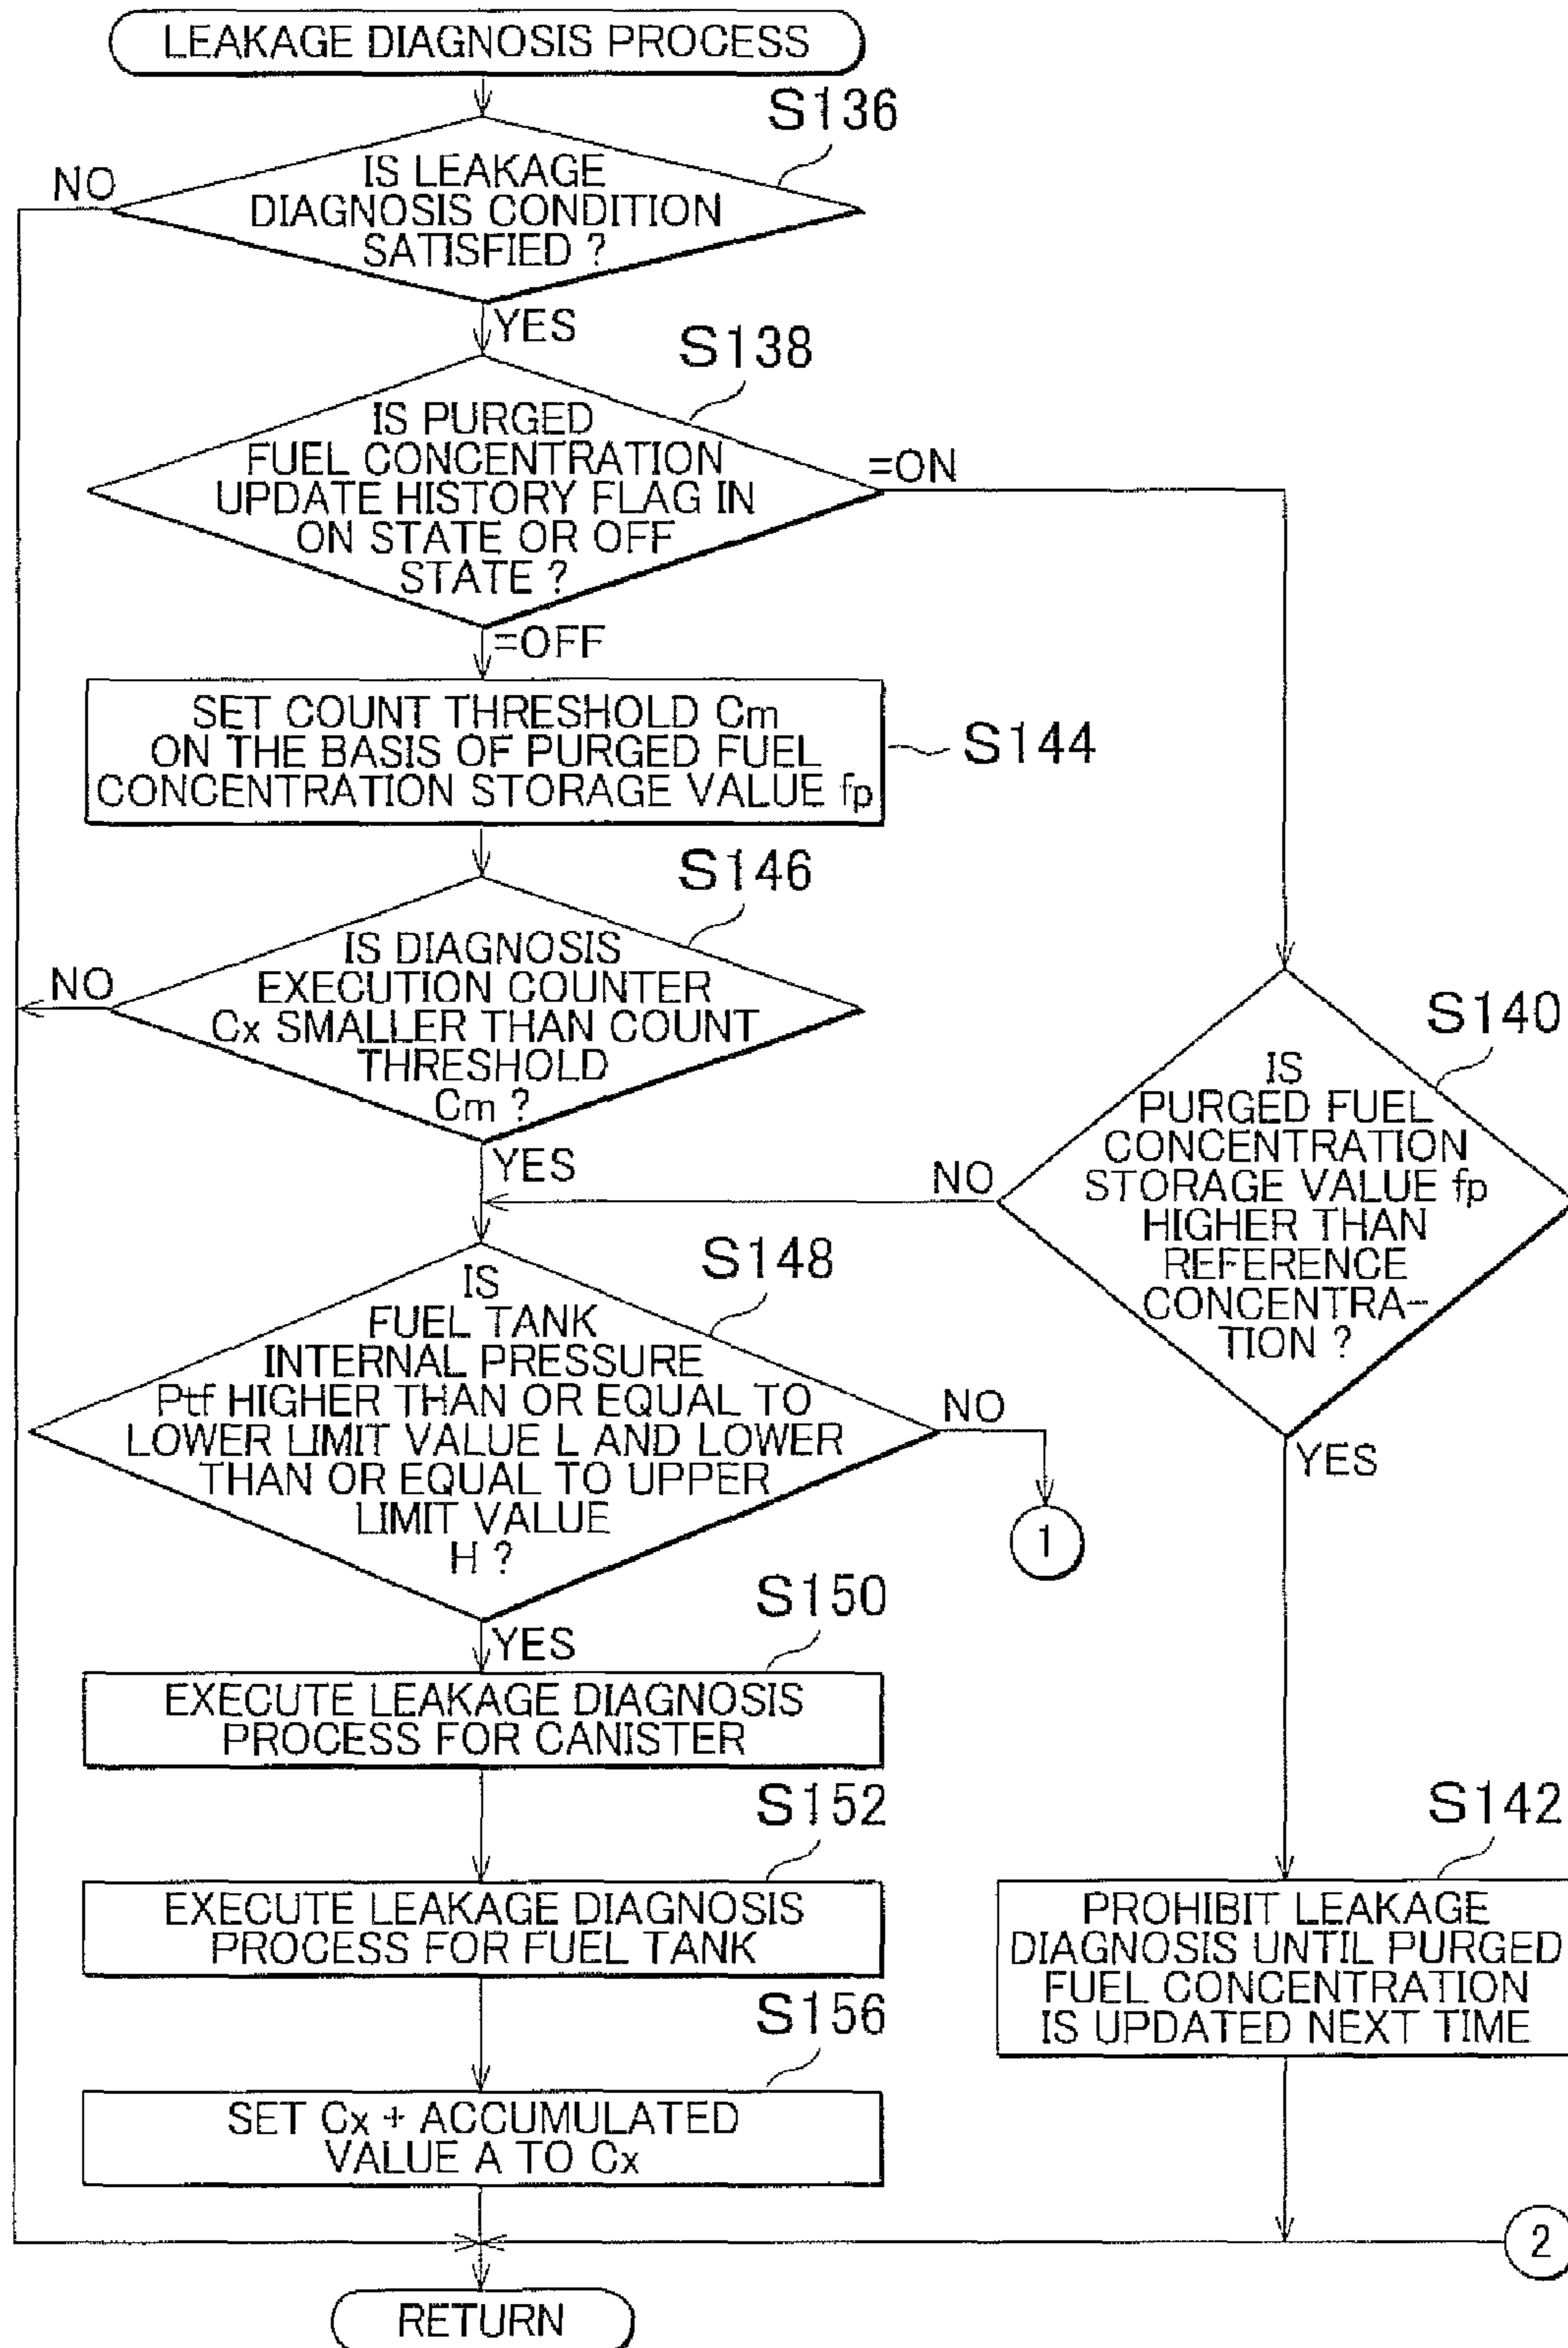 LEAKAGE DIAGNOSIS PROCESS
S136
IS LEAKAGE
DIAGNOSIS CONDITION
SATISFIED ?
NO
YES
S138
IS PURGED
FUEL CONCENTRATION
UPDATE HISTORY FLAG IN
ON STATE OR OFF
STATE ?
=ON
=OFF
SET COUNT THRESHOLD Cm
ON THE BASIS OF PURGED FUEL
CONCENTRATION STORAGE VALUE fp
S144
S146
IS DIAGNOSIS
EXECUTION COUNTER
Cx SMALLER THAN COUNT
THRESHOLD
Cm ?
NO
YES
S140
IS
PURGED FUEL
CONCENTRATION
STORAGE VALUE fp
HIGHER THAN
REFERENCE
CONCENTRA-
TION ?
NO
YES
S148
IS
FUEL TANK
INTERNAL PRESSURE
Ptf HIGHER THAN OR EQUAL TO
LOWER LIMIT VALUE L AND LOWER
THAN OR EQUAL TO UPPER
LIMIT VALUE
H ?
NO
1
YES
S150
EXECUTE LEAKAGE DIAGNOSIS
PROCESS FOR CANISTER
S152
EXECUTE LEAKAGE DIAGNOSIS
PROCESS FOR FUEL TANK
S142
PROHIBIT LEAKAGE
DIAGNOSIS UNTIL PURGED
FUEL CONCENTRATION
IS UPDATED NEXT TIME
S156
SET Cx + ACCUMULATED
VALUE A TO Cx
2
RETURN